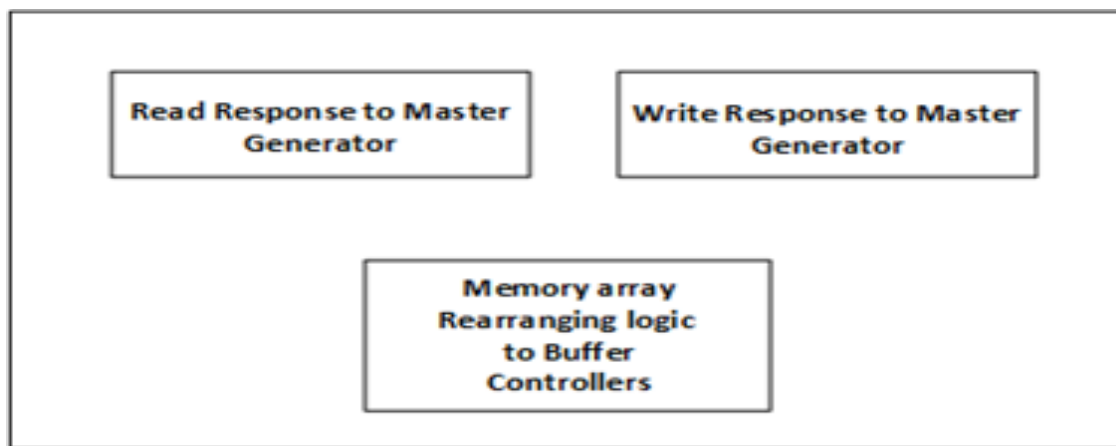 Read Response to Master
Generator
Write Response to Master
Generator
Memory array
Rearranging logic
to Buffer
Controllers